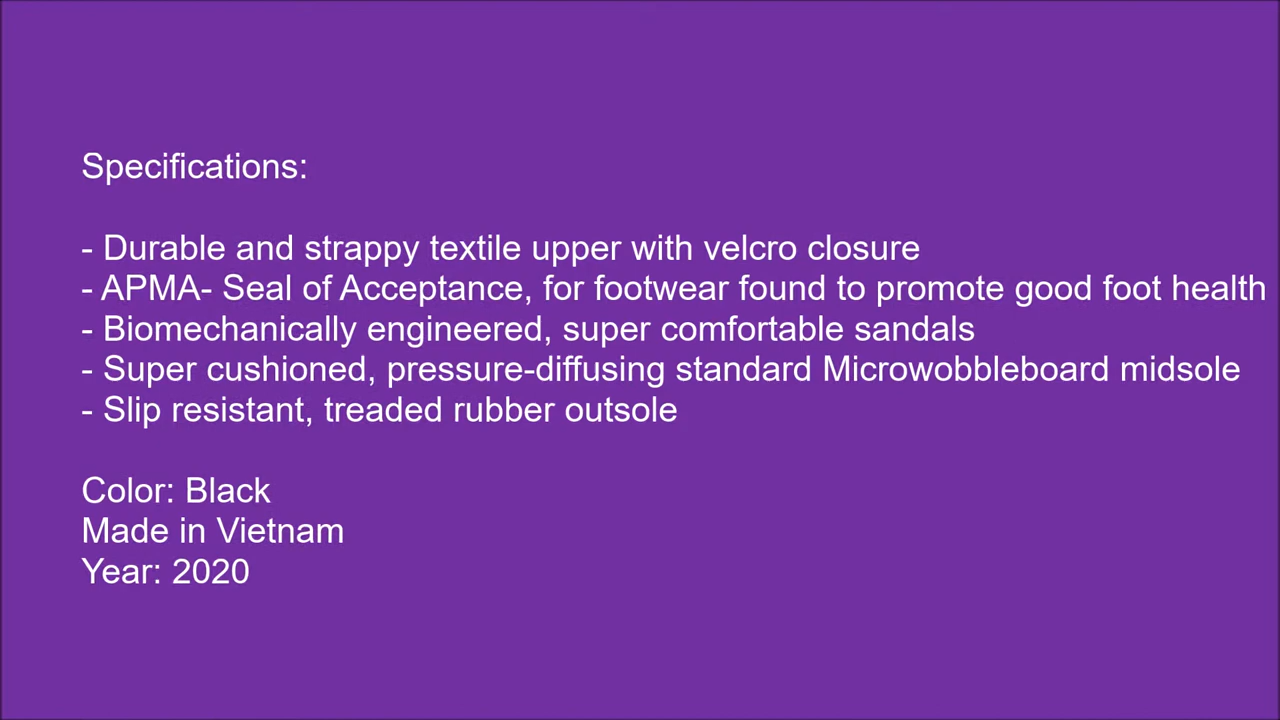 Specifications:
- Durable and strappy textile upper with velcro closure
- APMA- Seal of Acceptance, for footwear found to promote good foot health
- Biomechanically engineered, super comfortable sandals
- Super cushioned, pressure-diffusing standard Microwobbleboard midsole
- Slip resistant, treaded rubber outsole
Color: Black
Made in Vietnam
Year: 2020